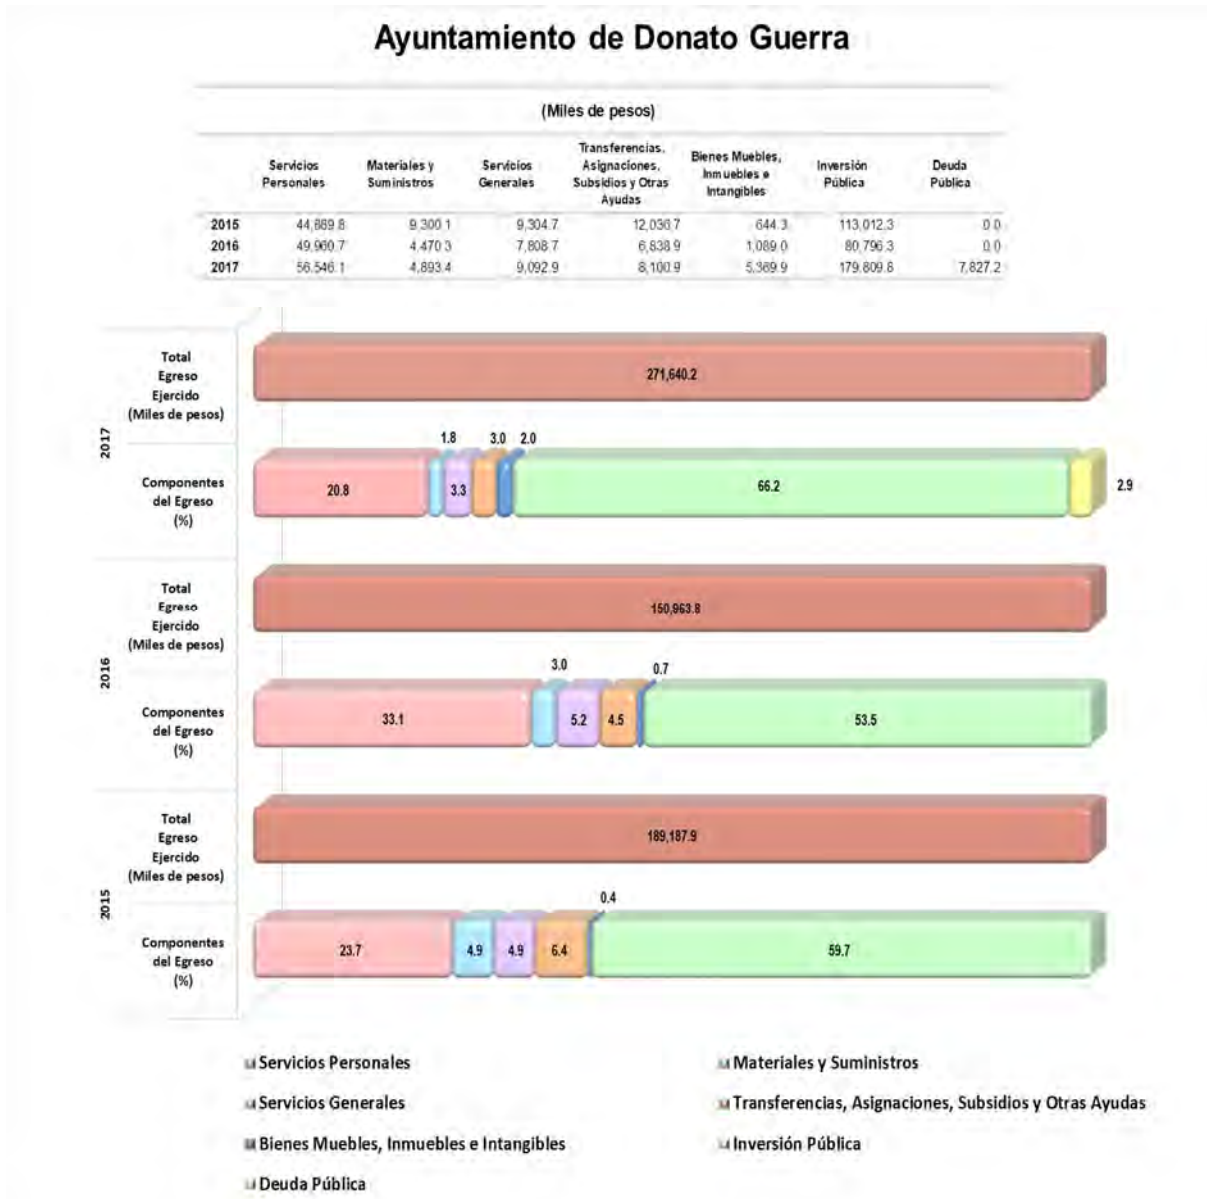 Ayuntamiento de Donato Guerra
(Miles de pesos)
Servicios Personales
Materiales y Suministros
Servicios Generales
Transferencias, Asignaciones, Subsidios y Otras Ayudas
Bienes Muebles, Inmuebles e Intangibles
Inversión Pública
Deuda Pública
2015 44,889.8 9,300.1 9,304.7 12,036.7 644.3 113,012.3 0.0
2016 49,960.7 4,470.3 7,808.7 6,838.9 1,089.0 80,796.3 0.0
2017 56,546.1 4,893.4 9,092.9 8,100.9 5,369.9 179,809.8 7,827.2
2017
Total
Egreso
Ejercido
(Miles de pesos)
271,640.2
1.8 3.0 2.0
Componentes
del Egreso
(%)
20.8 3.3 66.2 2.9
2016
Total
Egreso
Ejercido
(Miles de pesos)
150,963.8
3.0 0.7
Componentes
del Egreso
(%)
33.1 5.2 4.5 53.5
2015
Total
Egreso
Ejercido
(Miles de pesos)
189,187.9
0.4
Componentes
del Egreso
(%)
23.7 4.9 4.9 6.4 59.7
Servicios Personales
Materiales y Suministros
Servicios Generales
Transferencias, Asignaciones, Subsidios y Otras Ayudas
Bienes Muebles, Inmuebles e Intangibles
Inversión Pública
Deuda Pública